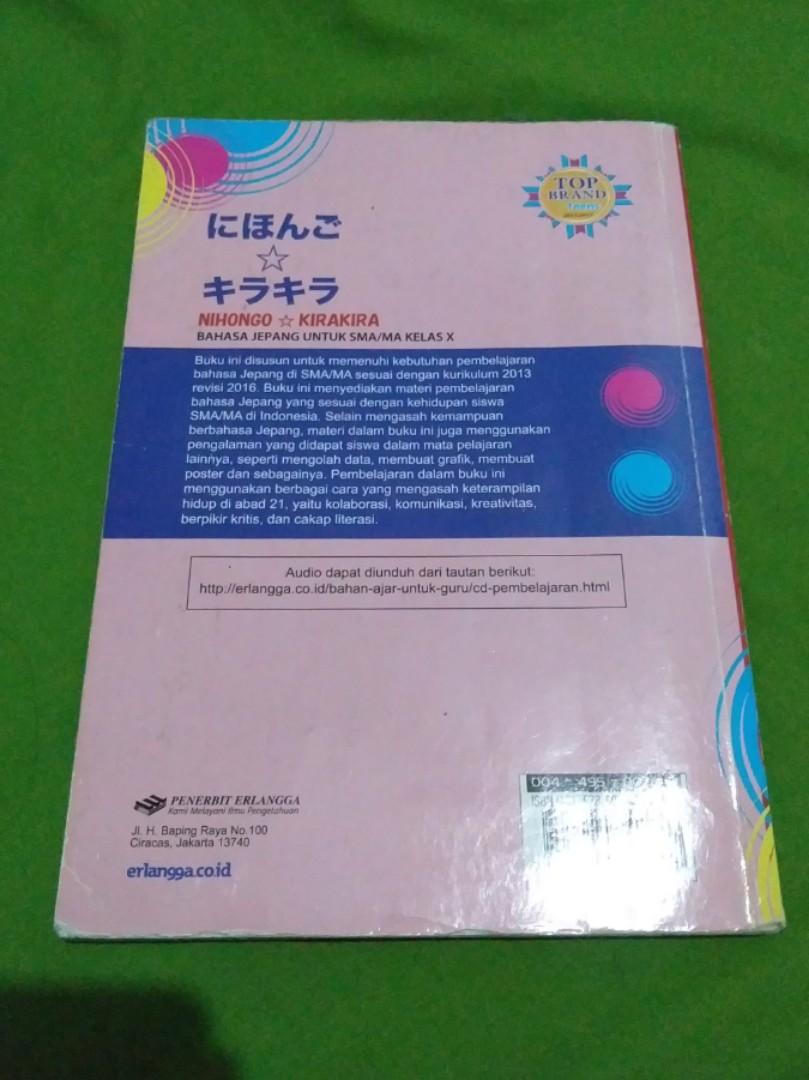 TOP
BRAND
Teens
にほんご
☆
キラキラ
NIHONGO ☆ KIRAKIRA
BAHASA JEPANG UNTUK SMA/MA KELAS X
Buku ini disusun untuk memenuhi kebutuhan pembelajaran
bahasa Jepang di SMA/MA sesuai dengan kurikulum 2013
revisi 2016. Buku ini menyediakan materi pembelajaran
bahasa Jepang yang sesuai dengan kehidupan siswa
SMA/MA di Indonesia. Selain mengasah kemampuan
berbahasa Jepang, materi dalam buku ini juga menggunakan
pengalaman yang didapat siswa dalam mata pelajaran
lainnya, seperti mengolah data, membuat grafik, membuat
poster dan sebagainya. Pembelajaran dalam buku ini
menggunakan berbagai cara yang mengasah keterampilan
hidup di abad 21, yaitu kolaborasi, komunikasi, kreativitas,
berpikir kritis, dan cakap literasi.
Audio dapat diunduh dari tautan berikut:
http://erlangga.co.id/bahan-ajar-untuk-guru/cd-pembelajaran.html
PENERBIT ERLANGGA
Kami Melayani Ilmu Pengetahuan
Jl. H. Baping Raya No.100
Ciracas, Jakarta 13740
erlangga.co.id
004 - 495 -